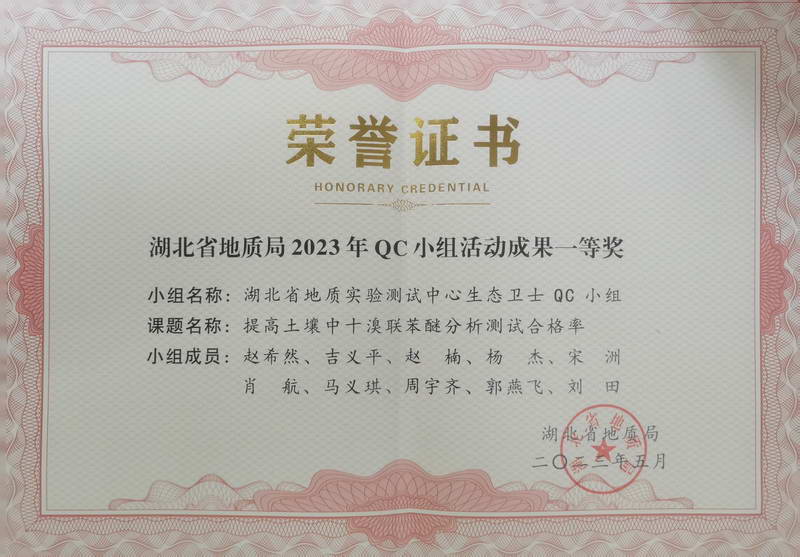 荣誉证书
HONORARY CREDENTIAL
湖北省地质局2023年QC小组活动成果一等奖
小组名称：湖北省地质实验测试中心生态卫士QC小组
课题名称：提高土壤中十溴联苯醚分析测试合格率
小组成员：赵希然、吉义平、赵　楠、杨　杰、宋　洲
肖　航、马义琪、周宇齐、郭燕飞、刘　田
湖北省地质局
二〇二三年五月
湖北省地质局